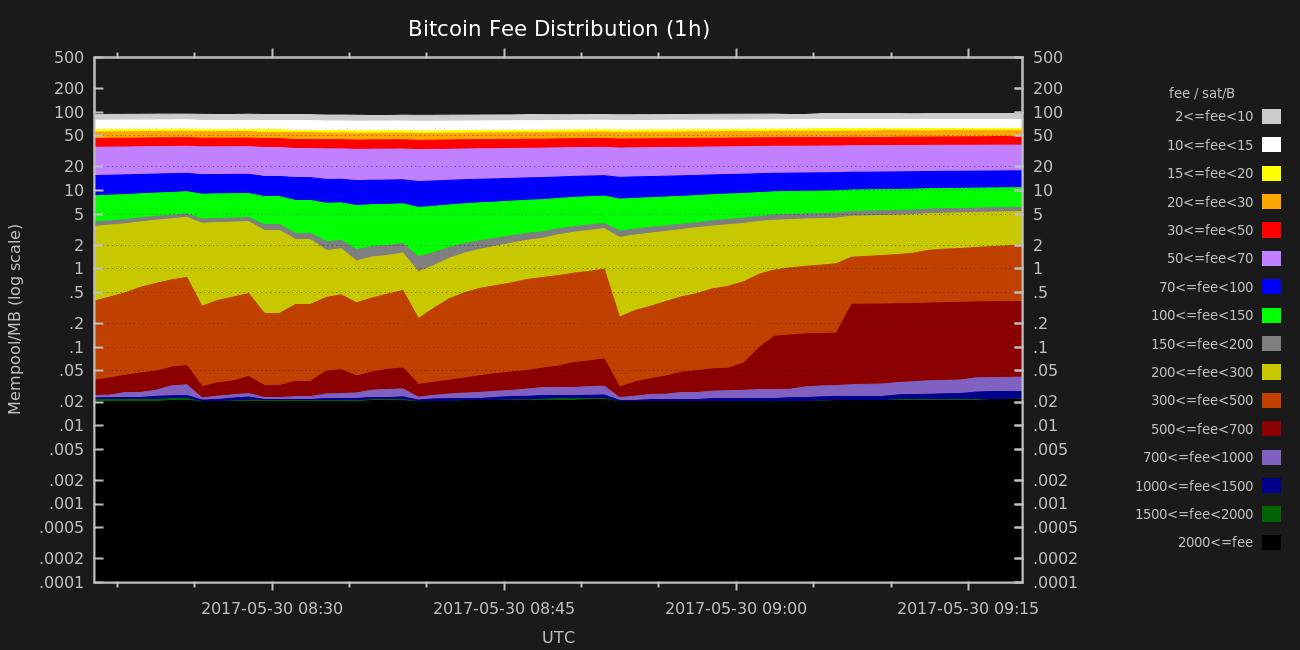 Bitcoin Fee Distribution (1h)
Mempool/MB (log scale)
500
200
100
50
20
10
5
2
1
.5
.2
.1
.05
.02
.01
.005
.002
.001
.0005
.0002
.0001
500
200
100
50
20
10
5
2
1
.5
.2
.1
.05
.02
.01
.005
.002
.001
.0005
.0002
.0001
2017-05-30 08:30
2017-05-30 08:45
2017-05-30 09:00
2017-05-30 09:15
UTC
fee / sat/B
2<=fee<10
10<=fee<15
15<=fee<20
20<=fee<30
30<=fee<50
50<=fee<70
70<=fee<100
100<=fee<150
150<=fee<200
200<=fee<300
300<=fee<500
500<=fee<700
700<=fee<1000
1000<=fee<1500
1500<=fee<2000
2000<=fee